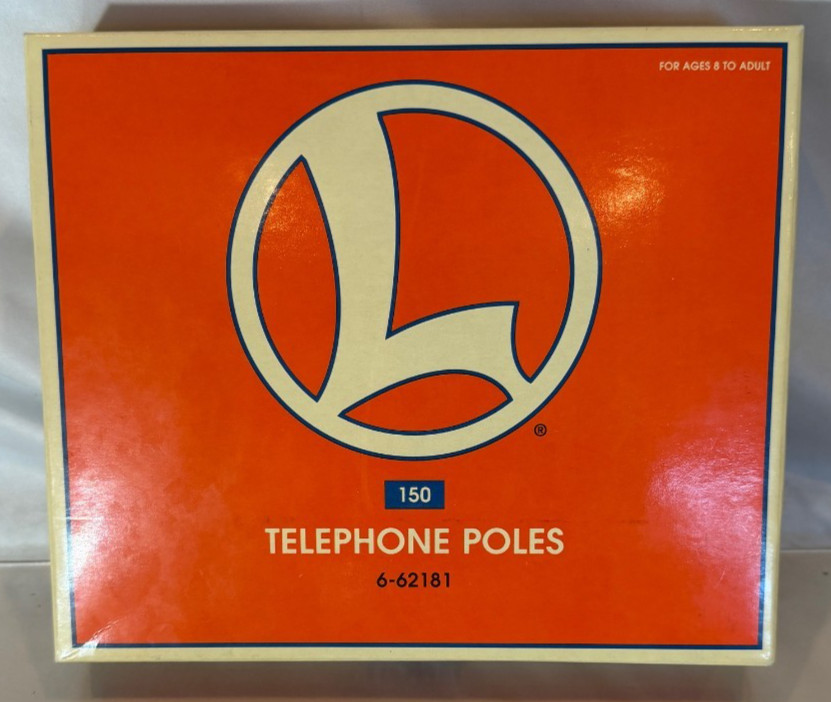 FOR AGES 8 TO ADULT
L
®
150
TELEPHONE POLES
6-62181